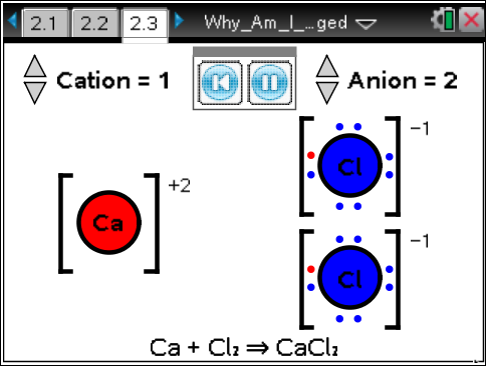 2.1 2.2 2.3 Why_Am_I_...ged
Cation = 1 Anion = 2
[Ca]+2
[Cl]−1
[Cl]−1
Ca + Cl₂ ⇒ CaCl₂